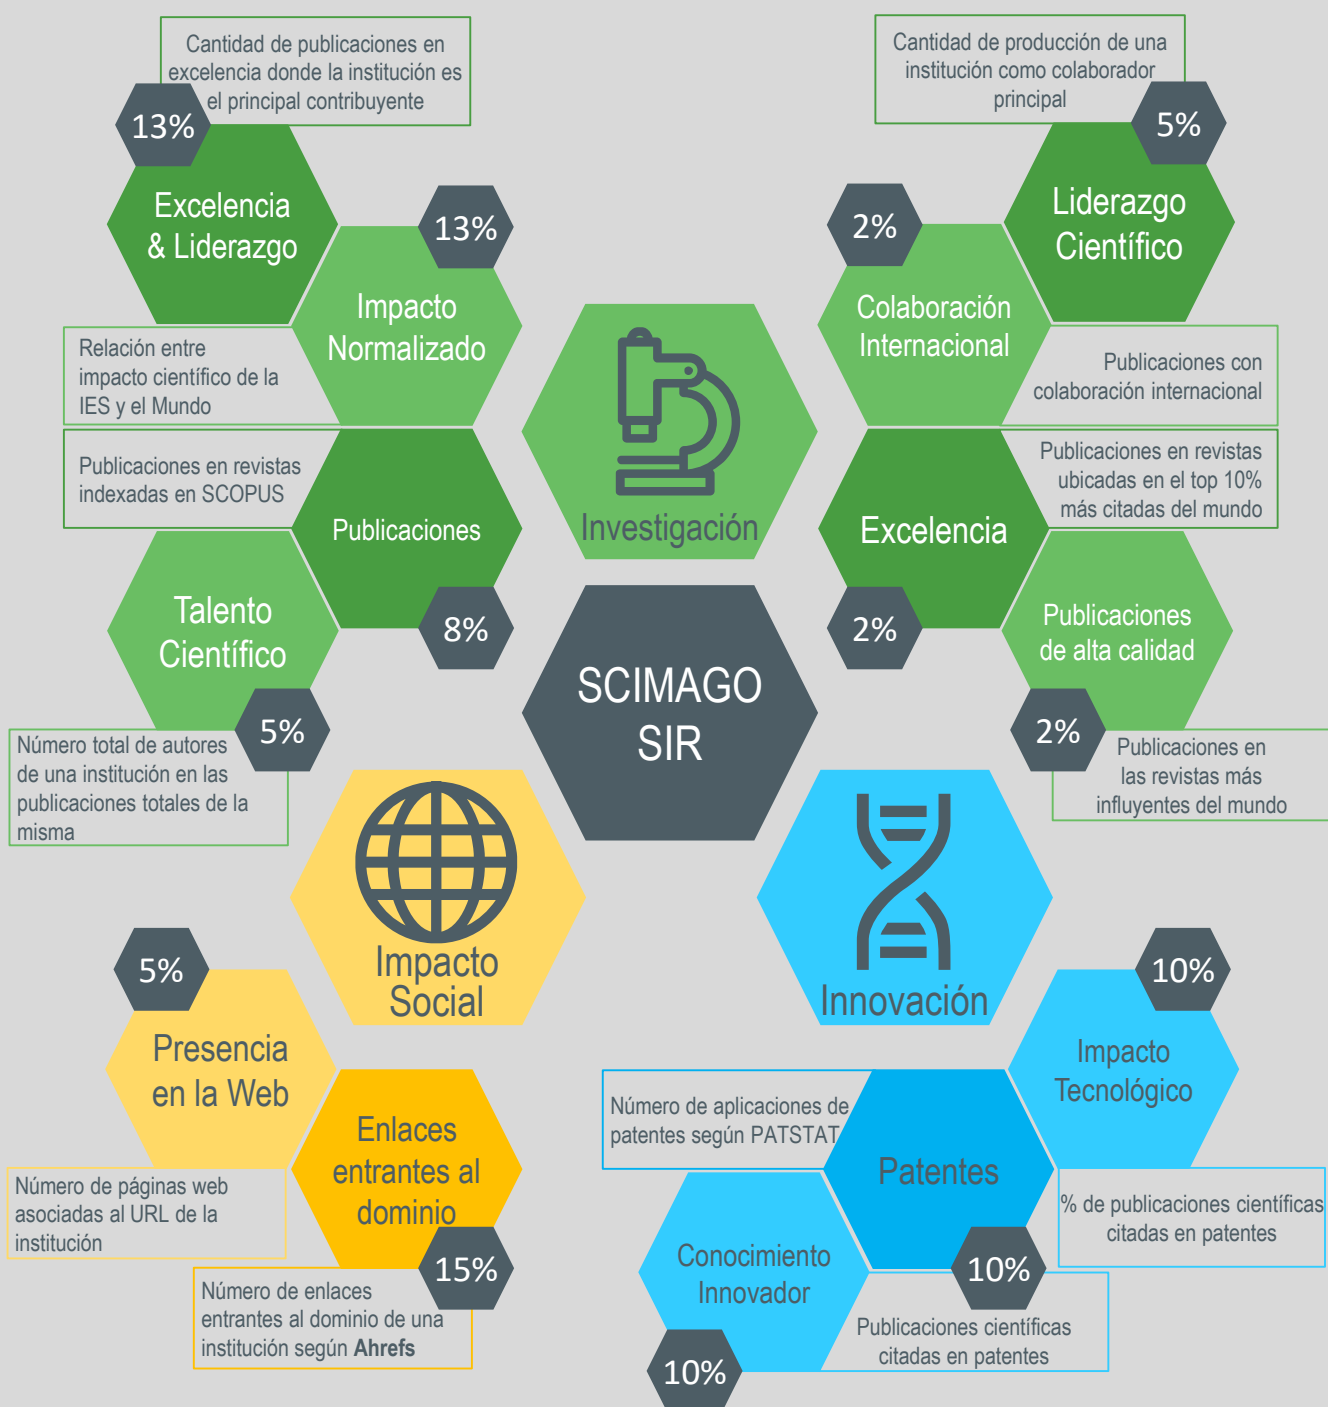 Cantidad de publicaciones en
excelencia donde la institución es
el principal contribuyente
13%
Excelencia
& Liderazgo
13%
Impacto
Normalizado
Relación entre
impacto científico de la
IES y el Mundo
Publicaciones en revistas
indexadas en SCOPUS
Publicaciones
8%
Talento
Científico
5%
Número total de autores
de una institución en las
publicaciones totales de la
misma
Cantidad de producción de una
institución como colaborador
principal
5%
Liderazgo
Científico
2%
Colaboración
Internacional
Publicaciones con
colaboración internacional
Publicaciones en revistas
ubicadas en el top 10%
más citadas del mundo
Excelencia
2%
Publicaciones
de alta calidad
2%
Publicaciones en
las revistas más
influyentes del mundo
Investigación
SCIMAGO
SIR
Impacto
Social
5%
Presencia
en la Web
Número de páginas web
asociadas al URL de la
institución
Enlaces
entrantes al
dominio
15%
Número de enlaces
entrantes al dominio de una
institución según Ahrefs
Innovación
10%
Impacto
Tecnológico
% de publicaciones científicas
citadas en patentes
Número de aplicaciones de
patentes según PATSTAT
Patentes
10%
Conocimiento
Innovador
10%
Publicaciones científicas
citadas en patentes